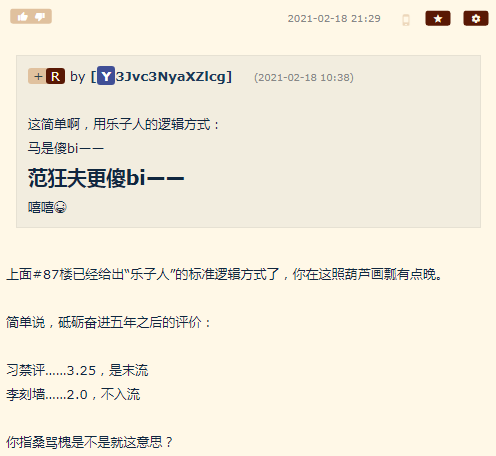 2021-02-18 21:29
+R by [Y3Jvc3NyaXZlcg] (2021-02-18 10:38)
这简单啊，用乐子人的逻辑方式：
马是傻bi——
范狂夫更傻bi——
嘻嘻😀
上面#87楼已经给出“乐子人”的标准逻辑方式了，你在这照葫芦画瓢有点晚。
简单说，砥砺奋进五年之后的评价：
习禁评……3.25，是末流
李刻墙……2.0，不入流
你指桑骂槐是不是就这意思？